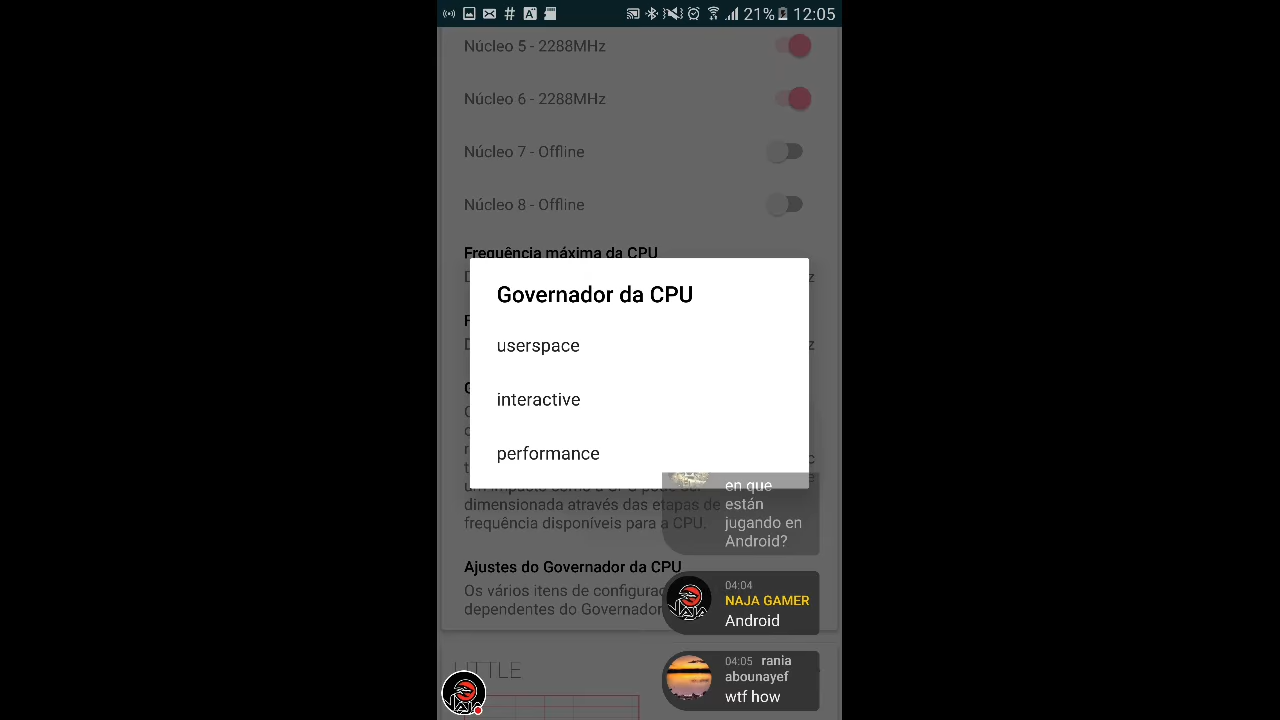 21% 12:05
Núcleo 5 - 2288MHz
Núcleo 6 - 2288MHz
Núcleo 7 - Offline
Núcleo 8 - Offline
Frequência máxima da CPU
Governador da CPU
userspace
interactive
performance
dimensionada através das etapas de
frequência disponíveis para a CPU.
Ajustes do Governador da CPU
Os vários itens de
dependentes do Governador
LITTLE
en que
están
jugando en
Android?
04:04
NAJA GAMER
Android
04:05 rania
abounayef
wtf how